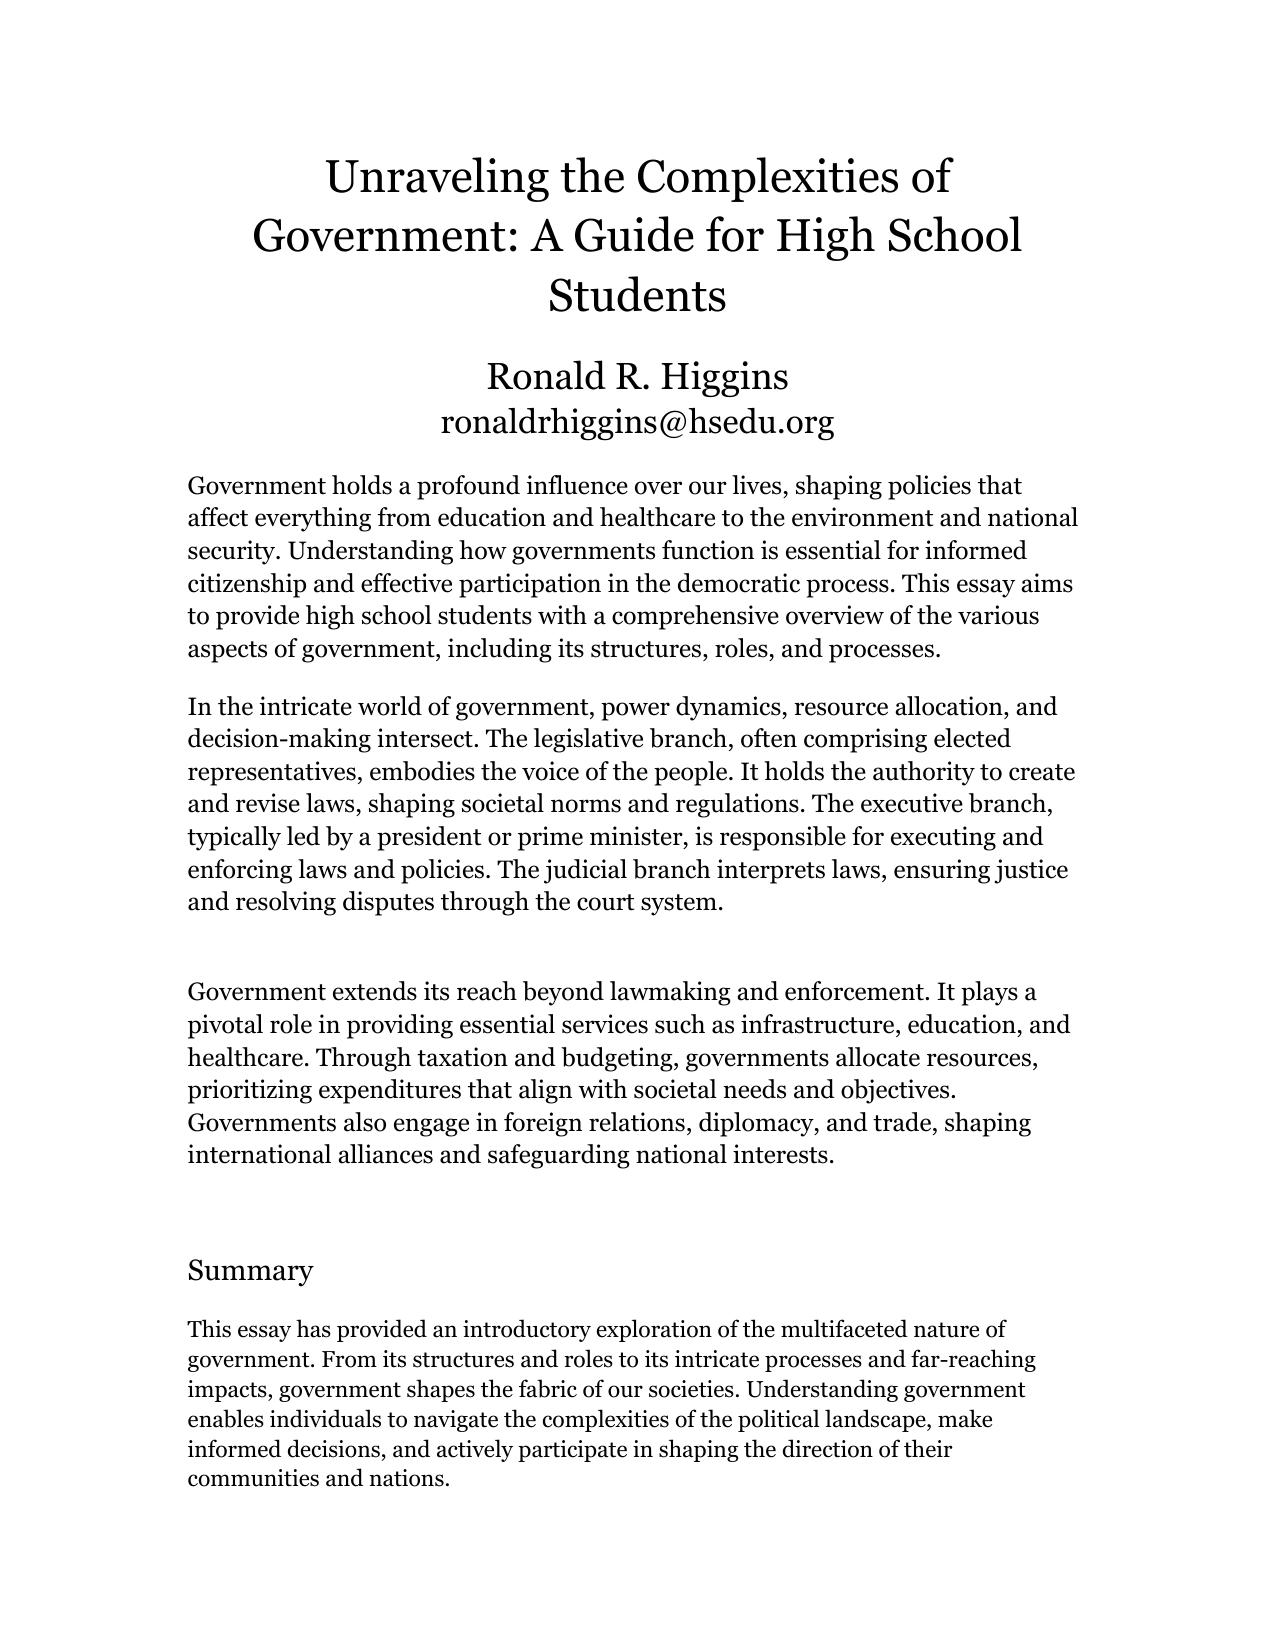 Unraveling the Complexities of
Government: A Guide for High School
Students
Ronald R. Higgins
ronaldrhiggins@hsedu.org
Government holds a profound influence over our lives, shaping policies that
affect everything from education and healthcare to the environment and national
security. Understanding how governments function is essential for informed
citizenship and effective participation in the democratic process. This essay aims
to provide high school students with a comprehensive overview of the various
aspects of government, including its structures, roles, and processes.
In the intricate world of government, power dynamics, resource allocation, and
decision-making intersect. The legislative branch, often comprising elected
representatives, embodies the voice of the people. It holds the authority to create
and revise laws, shaping societal norms and regulations. The executive branch,
typically led by a president or prime minister, is responsible for executing and
enforcing laws and policies. The judicial branch interprets laws, ensuring justice
and resolving disputes through the court system.
Government extends its reach beyond lawmaking and enforcement. It plays a
pivotal role in providing essential services such as infrastructure, education, and
healthcare. Through taxation and budgeting, governments allocate resources,
prioritizing expenditures that align with societal needs and objectives.
Governments also engage in foreign relations, diplomacy, and trade, shaping
international alliances and safeguarding national interests.
Summary
This essay has provided an introductory exploration of the multifaceted nature of
government. From its structures and roles to its intricate processes and far-reaching
impacts, government shapes the fabric of our societies. Understanding government
enables individuals to navigate the complexities of the political landscape, make
informed decisions, and actively participate in shaping the direction of their
communities and nations.